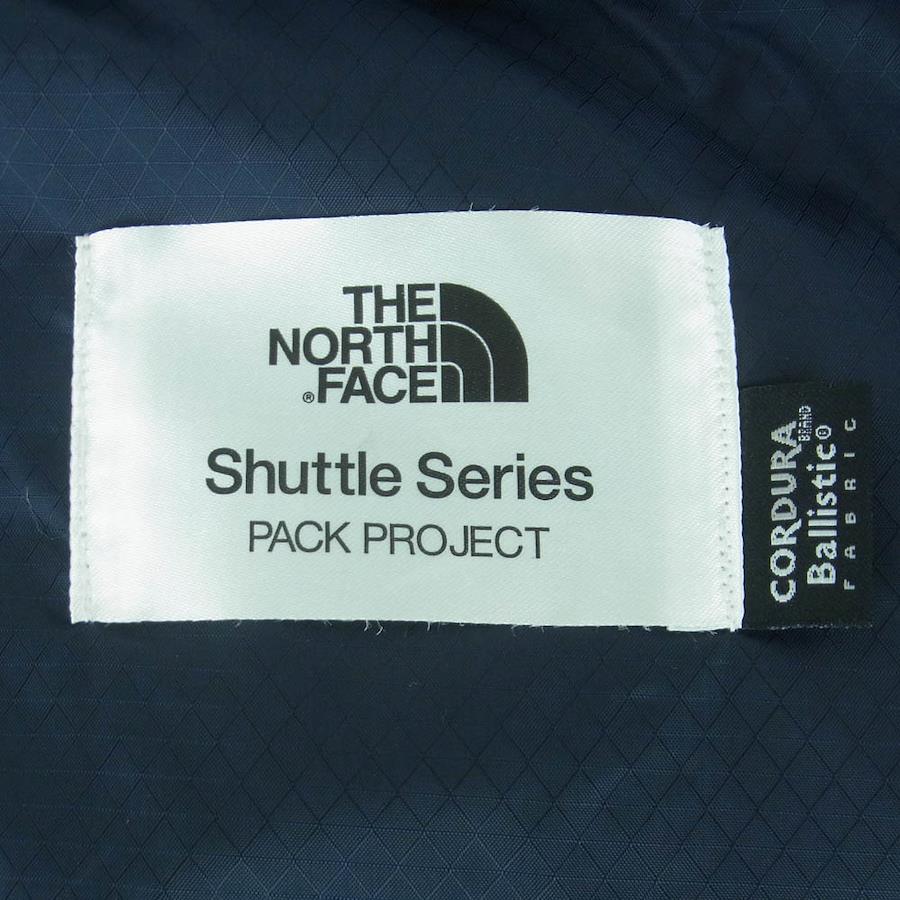 THE
NORTH
®FACE
Shuttle Series
PACK PROJECT
CORDURA
BRAND
Ballistic®
FABRIC